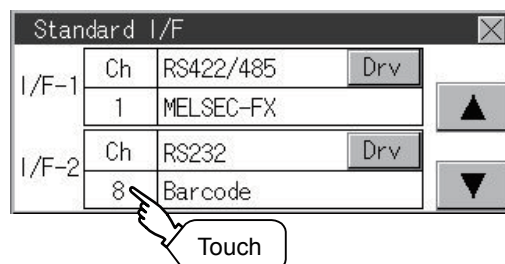 Standard I/F
I/F-1 Ch RS422/485 Drv
1 MELSEC-FX
I/F-2 Ch RS232 Drv
8 Barcode
Touch